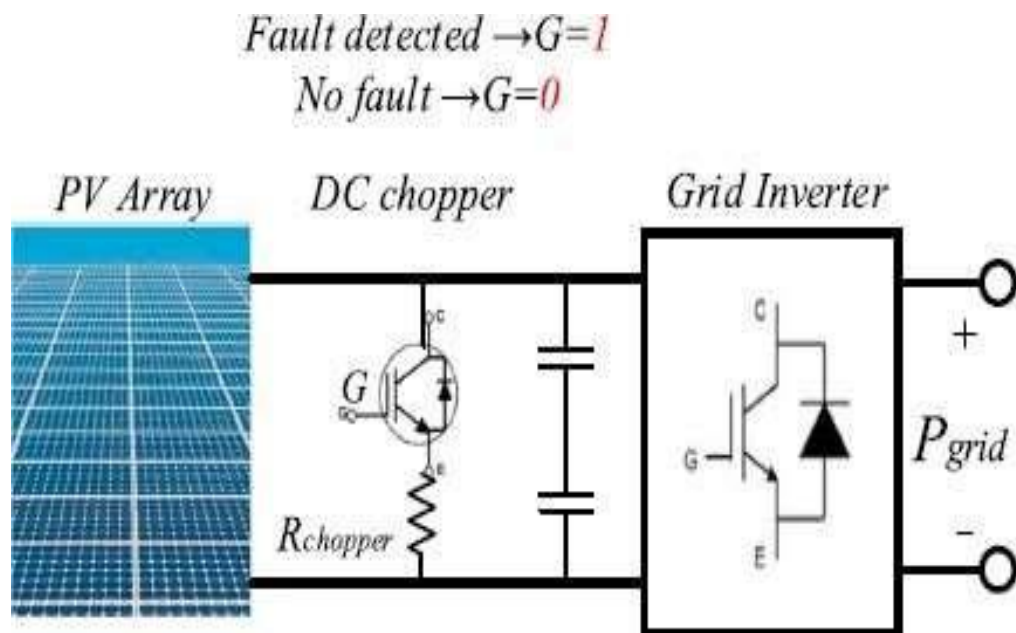 Fault detected →G=1
No fault →G=0
PV Array
DC chopper
Grid Inverter
C
G
G
E
Rchopper
C
G
E
+
Pgrid
-